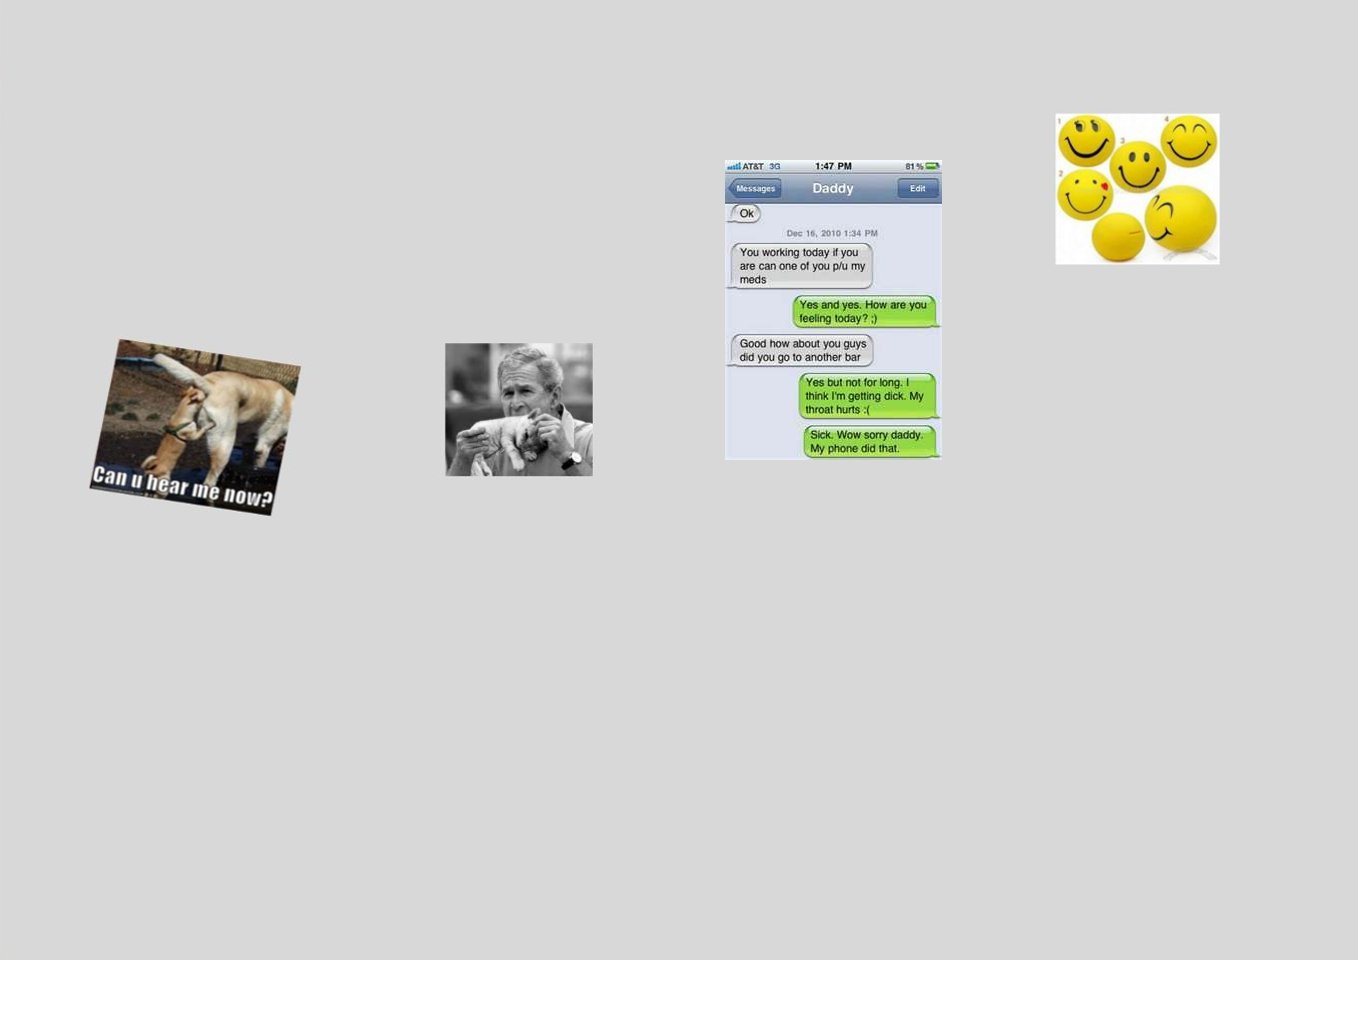 Can u hear me now?
AT&T 3G 1:47 PM 81%
Messages Daddy Edit
Ok
Dec 16, 2010 1:34 PM
You working today if you
are can one of you p/u my
meds
Yes and yes. How are you
feeling today? ;)
Good how about you guys
did you go to another bar
Yes but not for long. I
think I'm getting dick. My
throat hurts :(
Sick. Wow sorry daddy.
My phone did that.
1
4
3
2